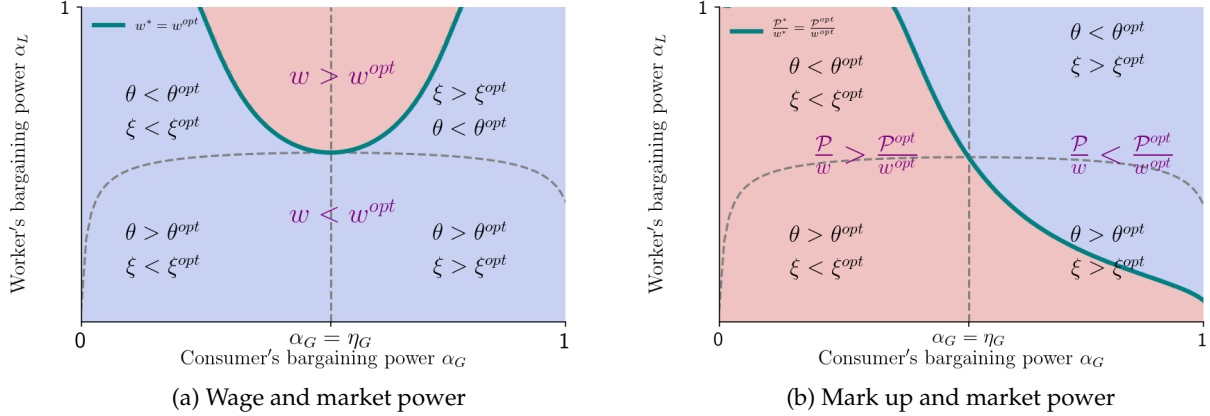 1
w* = w^opt
w > w^opt
θ < θ^opt
ξ < ξ^opt
ξ > ξ^opt
θ < θ^opt
w < w^opt
θ > θ^opt
ξ < ξ^opt
θ > θ^opt
ξ > ξ^opt
Worker's bargaining power α_L
0
α_G = η_G
1
Consumer's bargaining power α_G
(a) Wage and market power
1
𝒫*/w* = 𝒫^opt/w^opt
θ < θ^opt
ξ < ξ^opt
θ < θ^opt
ξ > ξ^opt
𝒫/w > 𝒫^opt/w^opt
𝒫/w < 𝒫^opt/w^opt
θ > θ^opt
ξ < ξ^opt
θ > θ^opt
ξ > ξ^opt
Worker's bargaining power α_L
0
α_G = η_G
1
Consumer's bargaining power α_G
(b) Mark up and market power